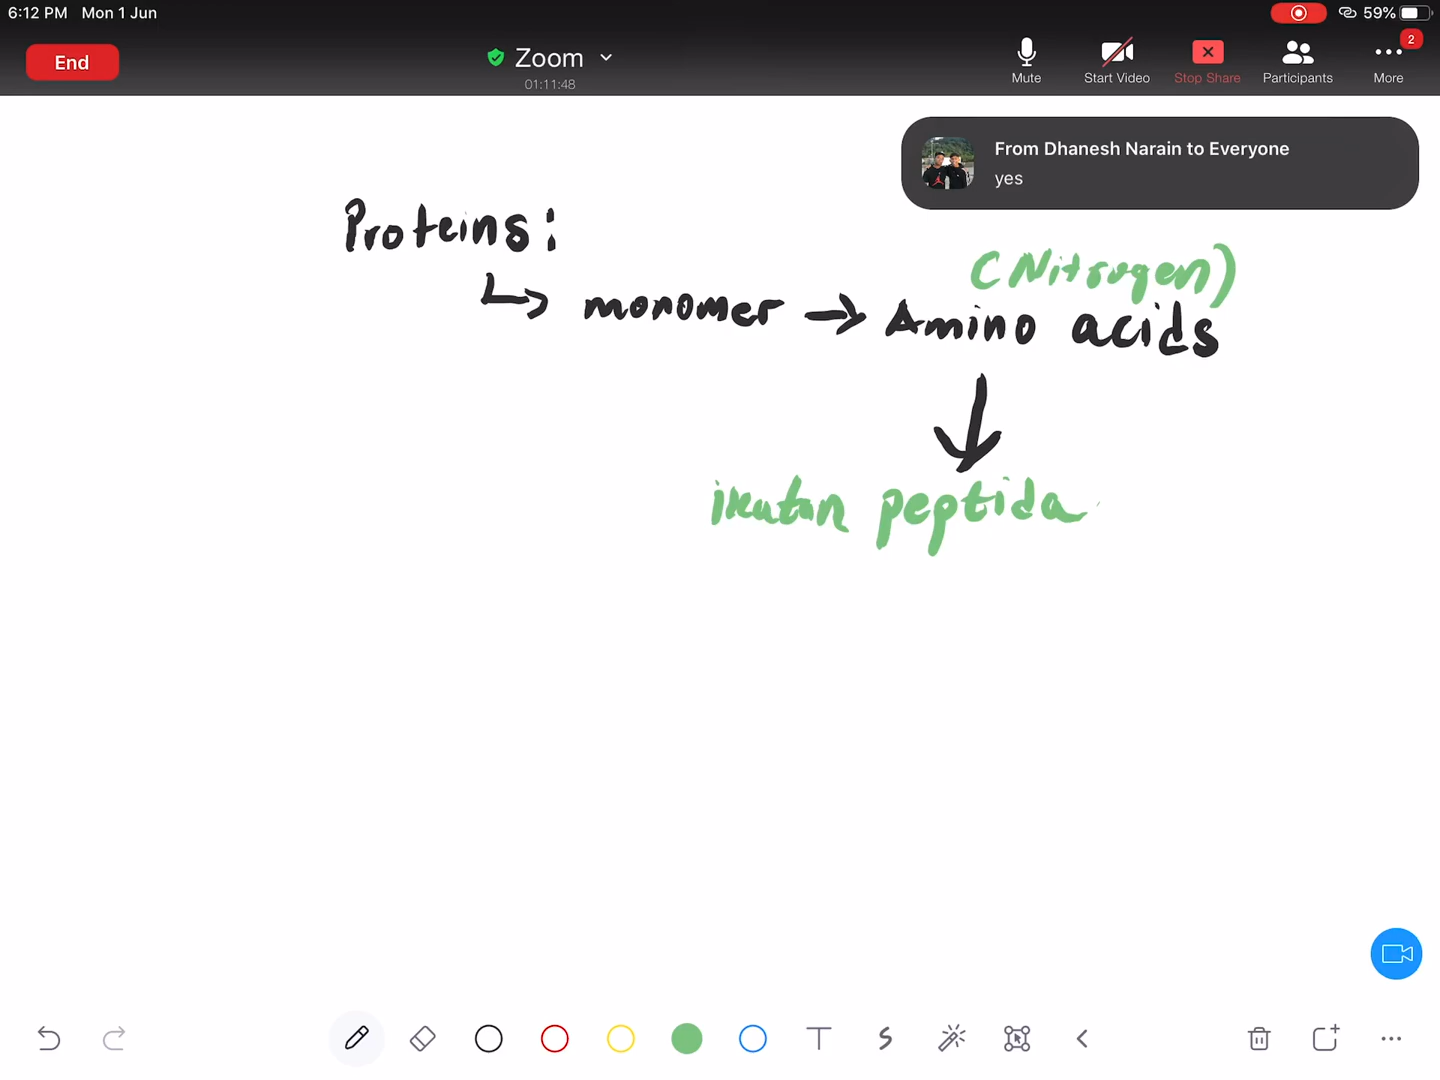 6:12 PM Mon 1 Jun
59%
End
Zoom
01:11:48
Mute
Start Video
Stop Share
Participants
More
2
From Dhanesh Narain to Everyone
yes
Proteins:
(Nitrogen)
monomer → Amino acids
ikatan peptida
T